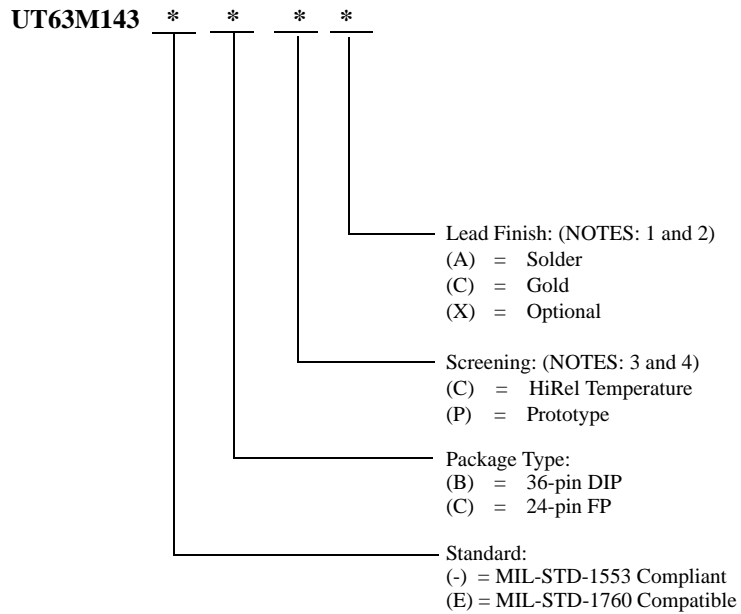 UT63M143 * * * *
Lead Finish: (NOTES: 1 and 2)
(A) = Solder
(C) = Gold
(X) = Optional
Screening: (NOTES: 3 and 4)
(C) = HiRel Temperature
(P) = Prototype
Package Type:
(B) = 36-pin DIP
(C) = 24-pin FP
Standard:
(-) = MIL-STD-1553 Compliant
(E) = MIL-STD-1760 Compatible